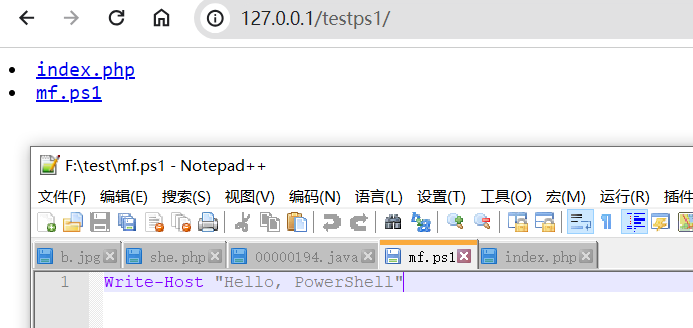 127.0.0.1/testps1/
index.php
mf.ps1
F:\test\mf.ps1 - Notepad++
文件(F) 编辑(E) 搜索(S) 视图(V) 编码(N) 语言(L) 设置(T) 工具(O) 宏(M) 运行(R) 插件
b.jpg she.php 00000194.java mf.ps1 index.php
1 Write-Host "Hello, PowerShell"